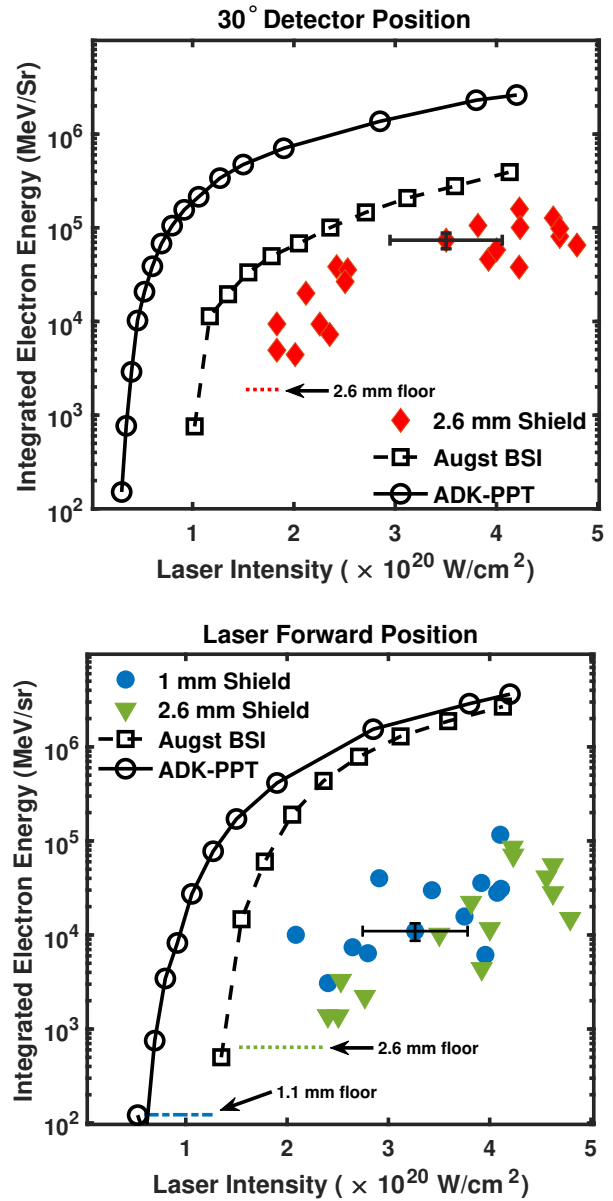 30° Detector Position
Integrated Electron Energy (MeV/Sr)
10^6
10^5
10^4
10^3
10^2
2.6 mm floor
2.6 mm Shield
Augst BSI
ADK-PPT
1 2 3 4 5
Laser Intensity ( × 10^20 W/cm^2)
Laser Forward Position
Integrated Electron Energy (MeV/sr)
1 mm Shield
2.6 mm Shield
Augst BSI
ADK-PPT
10^6
10^5
10^4
10^3
10^2
2.6 mm floor
1.1 mm floor
1 2 3 4 5
Laser Intensity ( × 10^20 W/cm^2)